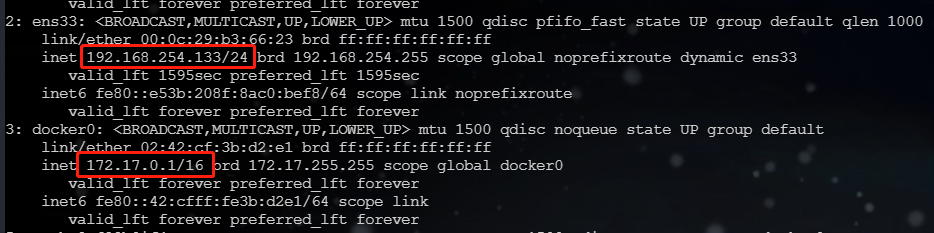 valid_lft forever preferred_lft forever
2: ens33: <BROADCAST,MULTICAST,UP,LOWER_UP> mtu 1500 qdisc pfifo_fast state UP group default qlen 1000
link/ether 00:0c:29:b3:66:23 brd ff:ff:ff:ff:ff:ff
inet 192.168.254.133/24 brd 192.168.254.255 scope global noprefixroute dynamic ens33
valid_lft 1595sec preferred_lft 1595sec
inet6 fe80::e53b:208f:8ac0:bef8/64 scope link noprefixroute
valid_lft forever preferred_lft forever
3: docker0: <BROADCAST,MULTICAST,UP,LOWER_UP> mtu 1500 qdisc noqueue state UP group default
link/ether 02:42:cf:3b:d2:e1 brd ff:ff:ff:ff:ff:ff
inet 172.17.0.1/16 brd 172.17.255.255 scope global docker0
valid_lft forever preferred_lft forever
inet6 fe80::42:cfff:fe3b:d2e1/64 scope link
valid_lft forever preferred_lft forever